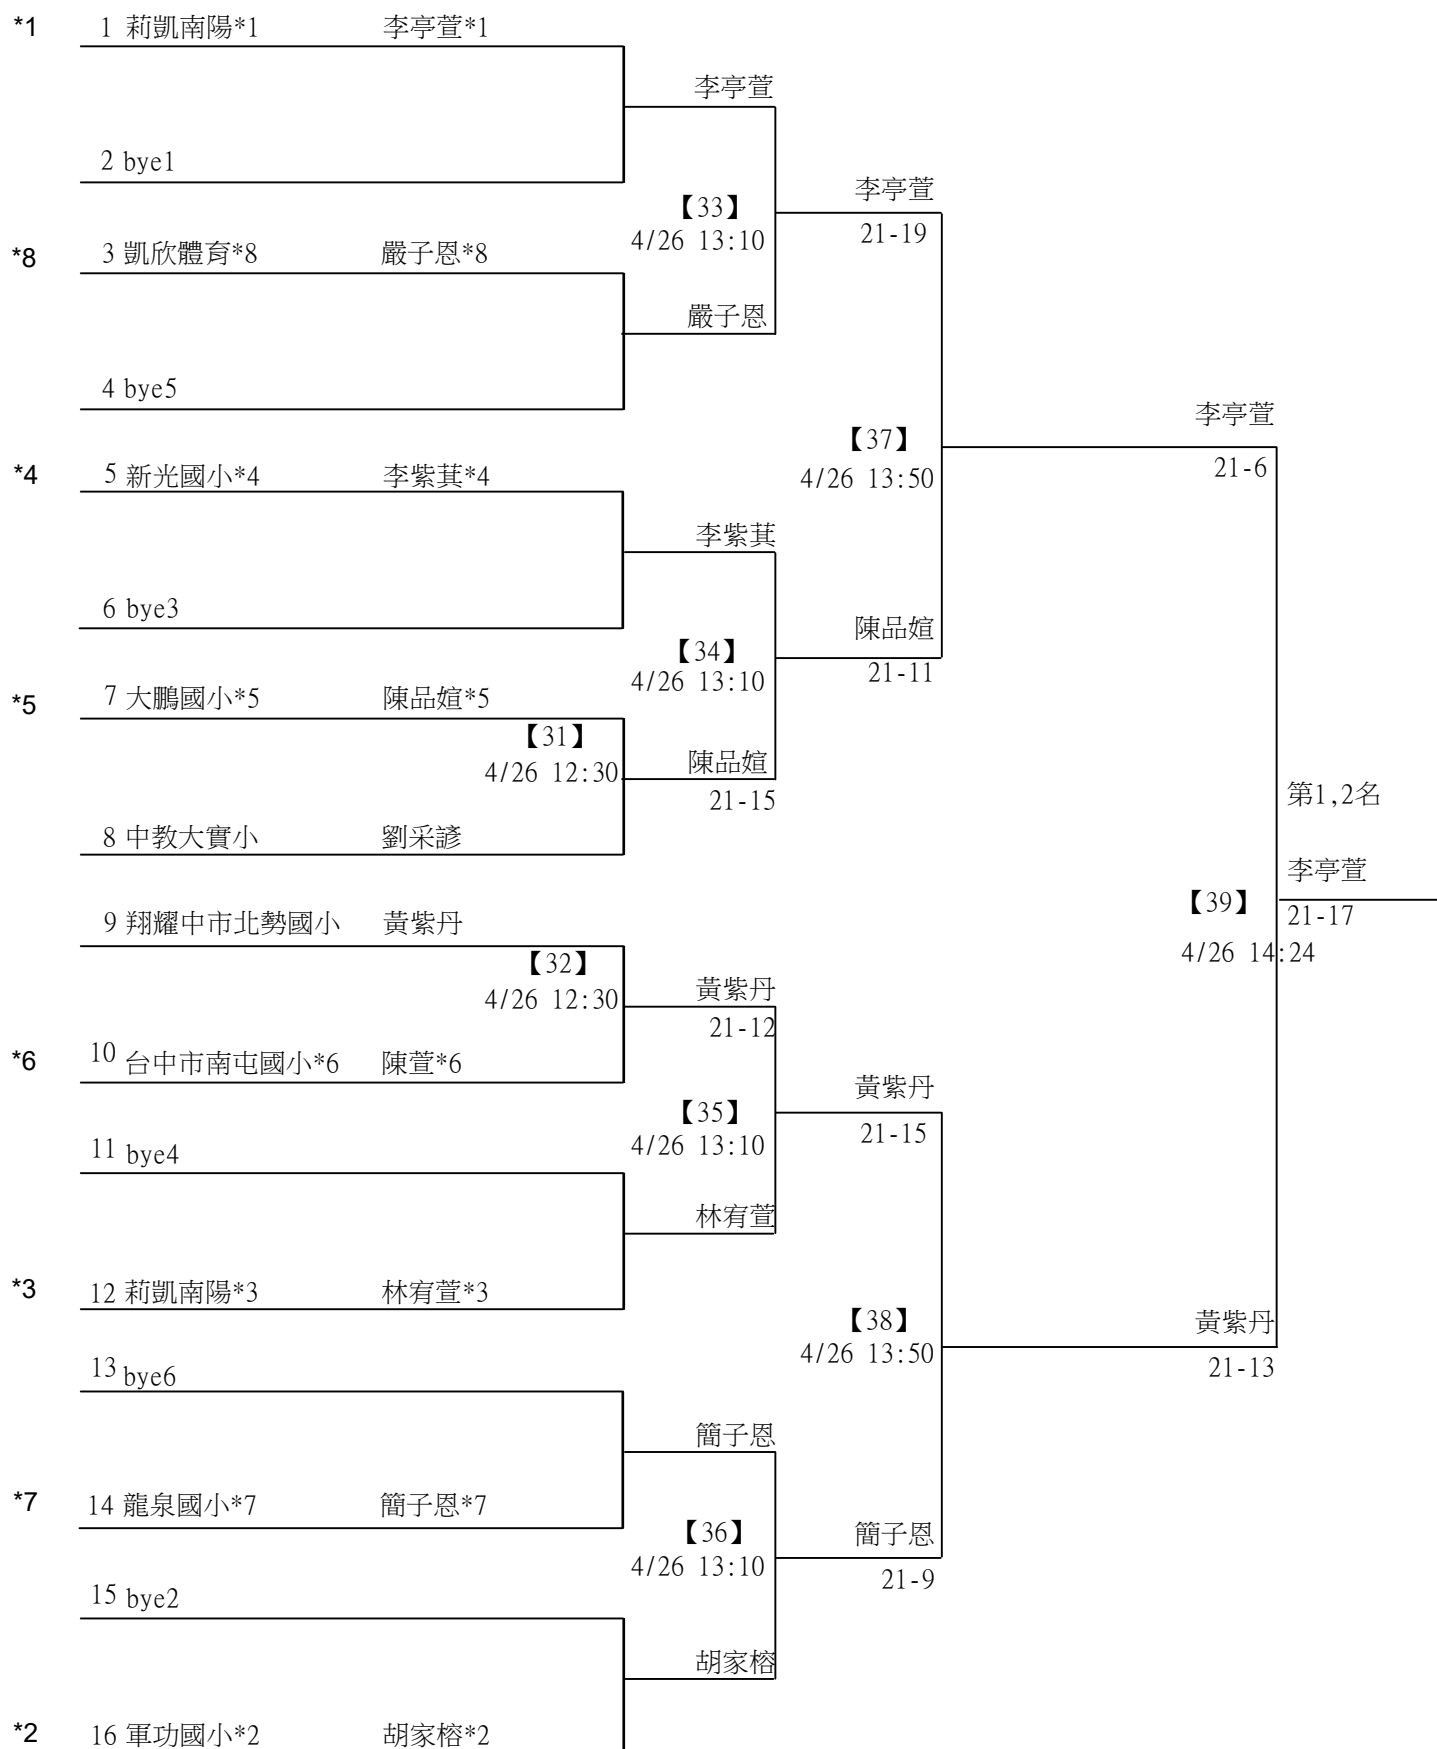 *1 1 莉凱南陽*1 李亭萱*1
李亭萱
2 bye1
【33】
4/26 13:10
李亭萱
21-19
*8 3 凱欣體育*8 嚴子恩*8
嚴子恩
4 bye5
李亭萱
21-6
【37】
4/26 13:50
*4 5 新光國小*4 李紫萁*4
李紫萁
6 bye3
【34】
4/26 13:10
陳品媗
21-11
*5 7 大鵬國小*5 陳品媗*5
【31】
4/26 12:30
陳品媗
21-15
8 中教大實小 劉采諺
第1,2名
李亭萱
21-17
【39】
4/26 14:24
9 翔耀中市北勢國小 黃紫丹
【32】
4/26 12:30
黃紫丹
21-12
*6 10 台中市南屯國小*6 陳萱*6
【35】
4/26 13:10
黃紫丹
21-15
11 bye4
林宥萱
*3 12 莉凱南陽*3 林宥萱*3
【38】
4/26 13:50
黃紫丹
21-13
13 bye6
簡子恩
*7 14 龍泉國小*7 簡子恩*7
【36】
4/26 13:10
簡子恩
21-9
15 bye2
胡家榕
*2 16 軍功國小*2 胡家榕*2